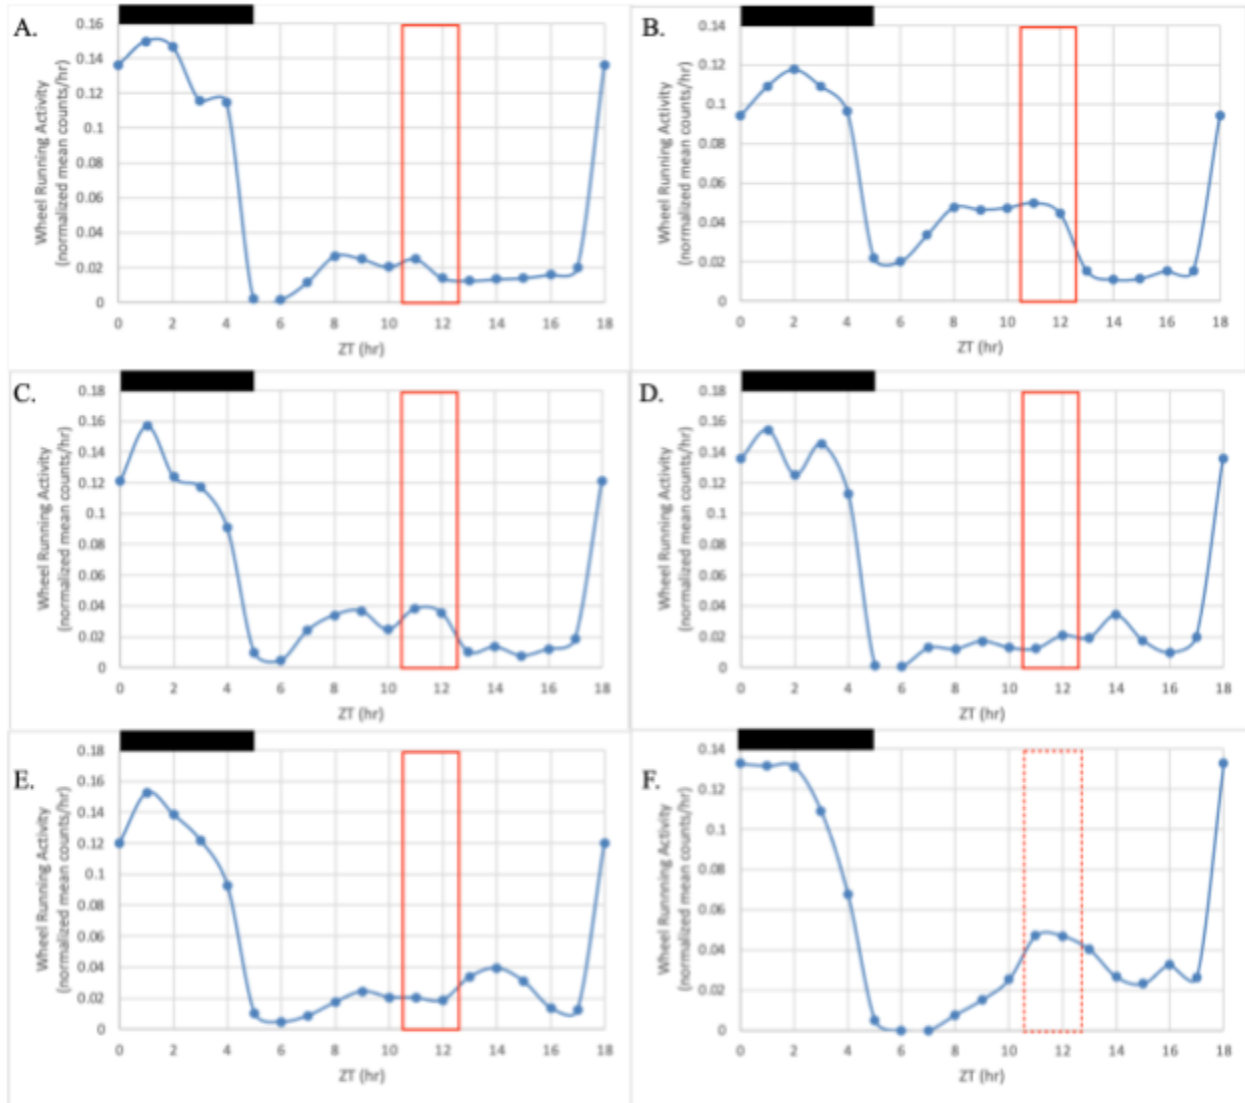 A.
Wheel Running Activity
(normalized mean counts/hr)
0.16
0.14
0.12
0.1
0.08
0.06
0.04
0.02
0
0 2 4 6 8 10 12 14 16 18
ZT (hr)
B.
Wheel Running Activity
(normalized mean counts/hr)
0.14
0.12
0.1
0.08
0.06
0.04
0.02
0
0 2 4 6 8 10 12 14 16 18
ZT (hr)
C.
Wheel Running Activity
(normalized mean counts/hr)
0.18
0.16
0.14
0.12
0.1
0.08
0.06
0.04
0.02
0
0 2 4 6 8 10 12 14 16 18
ZT (hr)
D.
Wheel Running Activity
(normalized mean counts/hr)
0.18
0.16
0.14
0.12
0.1
0.08
0.06
0.04
0.02
0
0 2 4 6 8 10 12 14 16 18
ZT (hr)
E.
Wheel Running Activity
(normalized mean counts/hr)
0.18
0.16
0.14
0.12
0.1
0.08
0.06
0.04
0.02
0
0 2 4 6 8 10 12 14 16 18
ZT (hr)
F.
Wheel Runnning Activity
(normalized mean counts/hr)
0.14
0.12
0.1
0.08
0.06
0.04
0.02
0
0 2 4 6 8 10 12 14 16 18
ZT (hr)